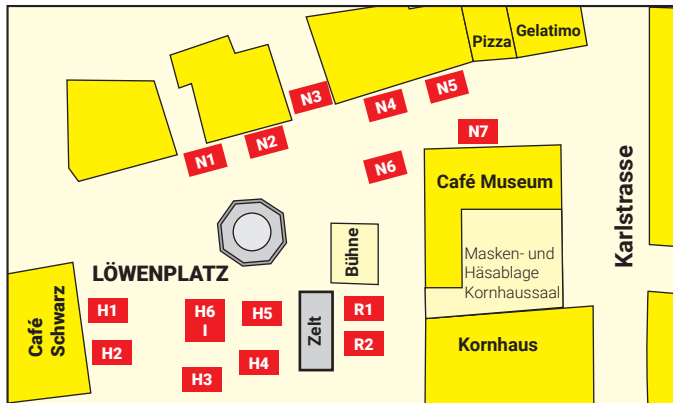 Pizza
Gelatimo
N3
N4
N5
N1
N2
N6
N7
Café Museum
Karlstrasse
Bühne
Masken- und
Häsablage
Kornhaussaal
LÖWENPLATZ
Café
Schwarz
H1
H2
H6
I
H5
H3
H4
Zelt
R1
R2
Kornhaus